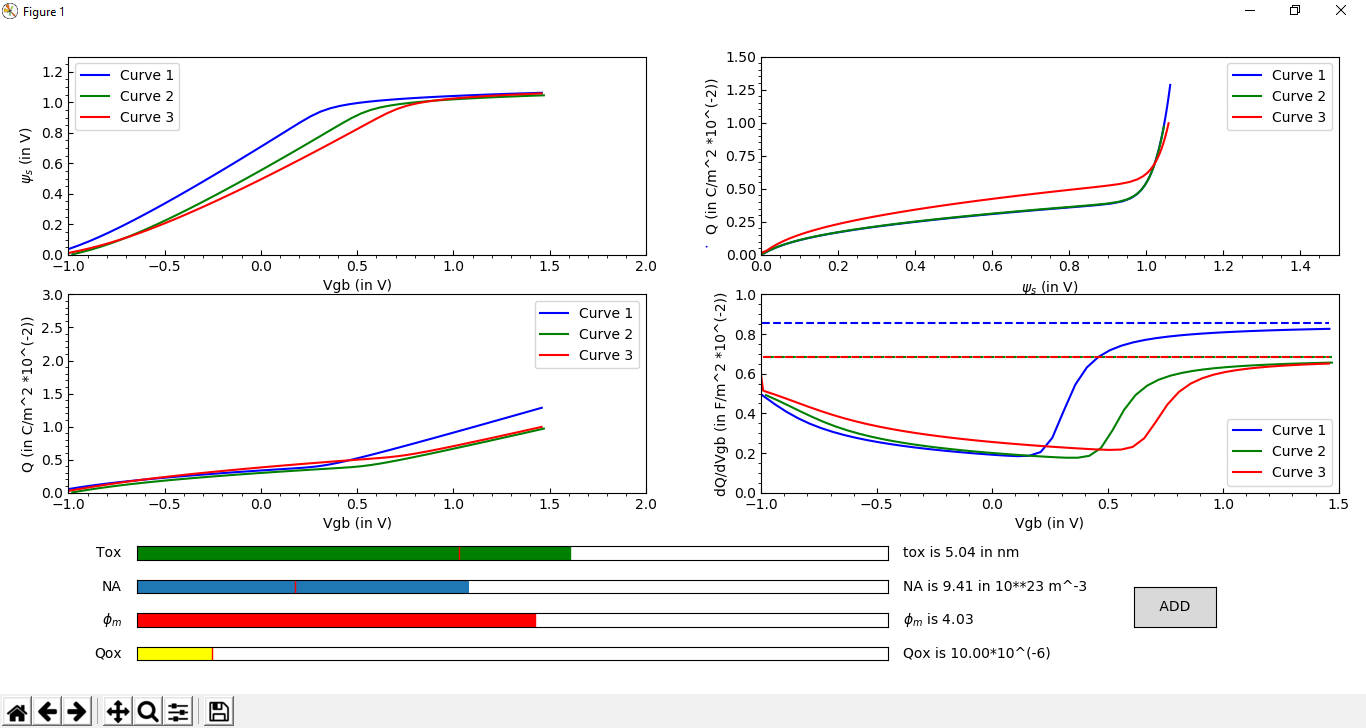 Figure 1
Curve 1
Curve 2
Curve 3
ψs (in V)
1.2
1.0
0.8
0.6
0.4
0.2
0.0
−1.0 −0.5 0.0 0.5 1.0 1.5 2.0
Vgb (in V)
Curve 1
Curve 2
Curve 3
Q (in C/m^2 *10^(-2))
1.50
1.25
1.00
0.75
0.50
0.25
0.00
0.0 0.2 0.4 0.6 0.8 1.0 1.2 1.4
ψs (in V)
Curve 1
Curve 2
Curve 3
Q (in C/m^2 *10^(-2))
3.0
2.5
2.0
1.5
1.0
0.5
0.0
−1.0 −0.5 0.0 0.5 1.0 1.5 2.0
Vgb (in V)
Curve 1
Curve 2
Curve 3
dQ/dVgb (in F/m^2 *10^(-2))
1.0
0.8
0.6
0.4
0.2
0.0
−1.0 −0.5 0.0 0.5 1.0 1.5
Vgb (in V)
Tox tox is 5.04 in nm
NA NA is 9.41 in 10**23 m^-3
ϕm ϕm is 4.03
Qox Qox is 10.00*10^(-6)
ADD